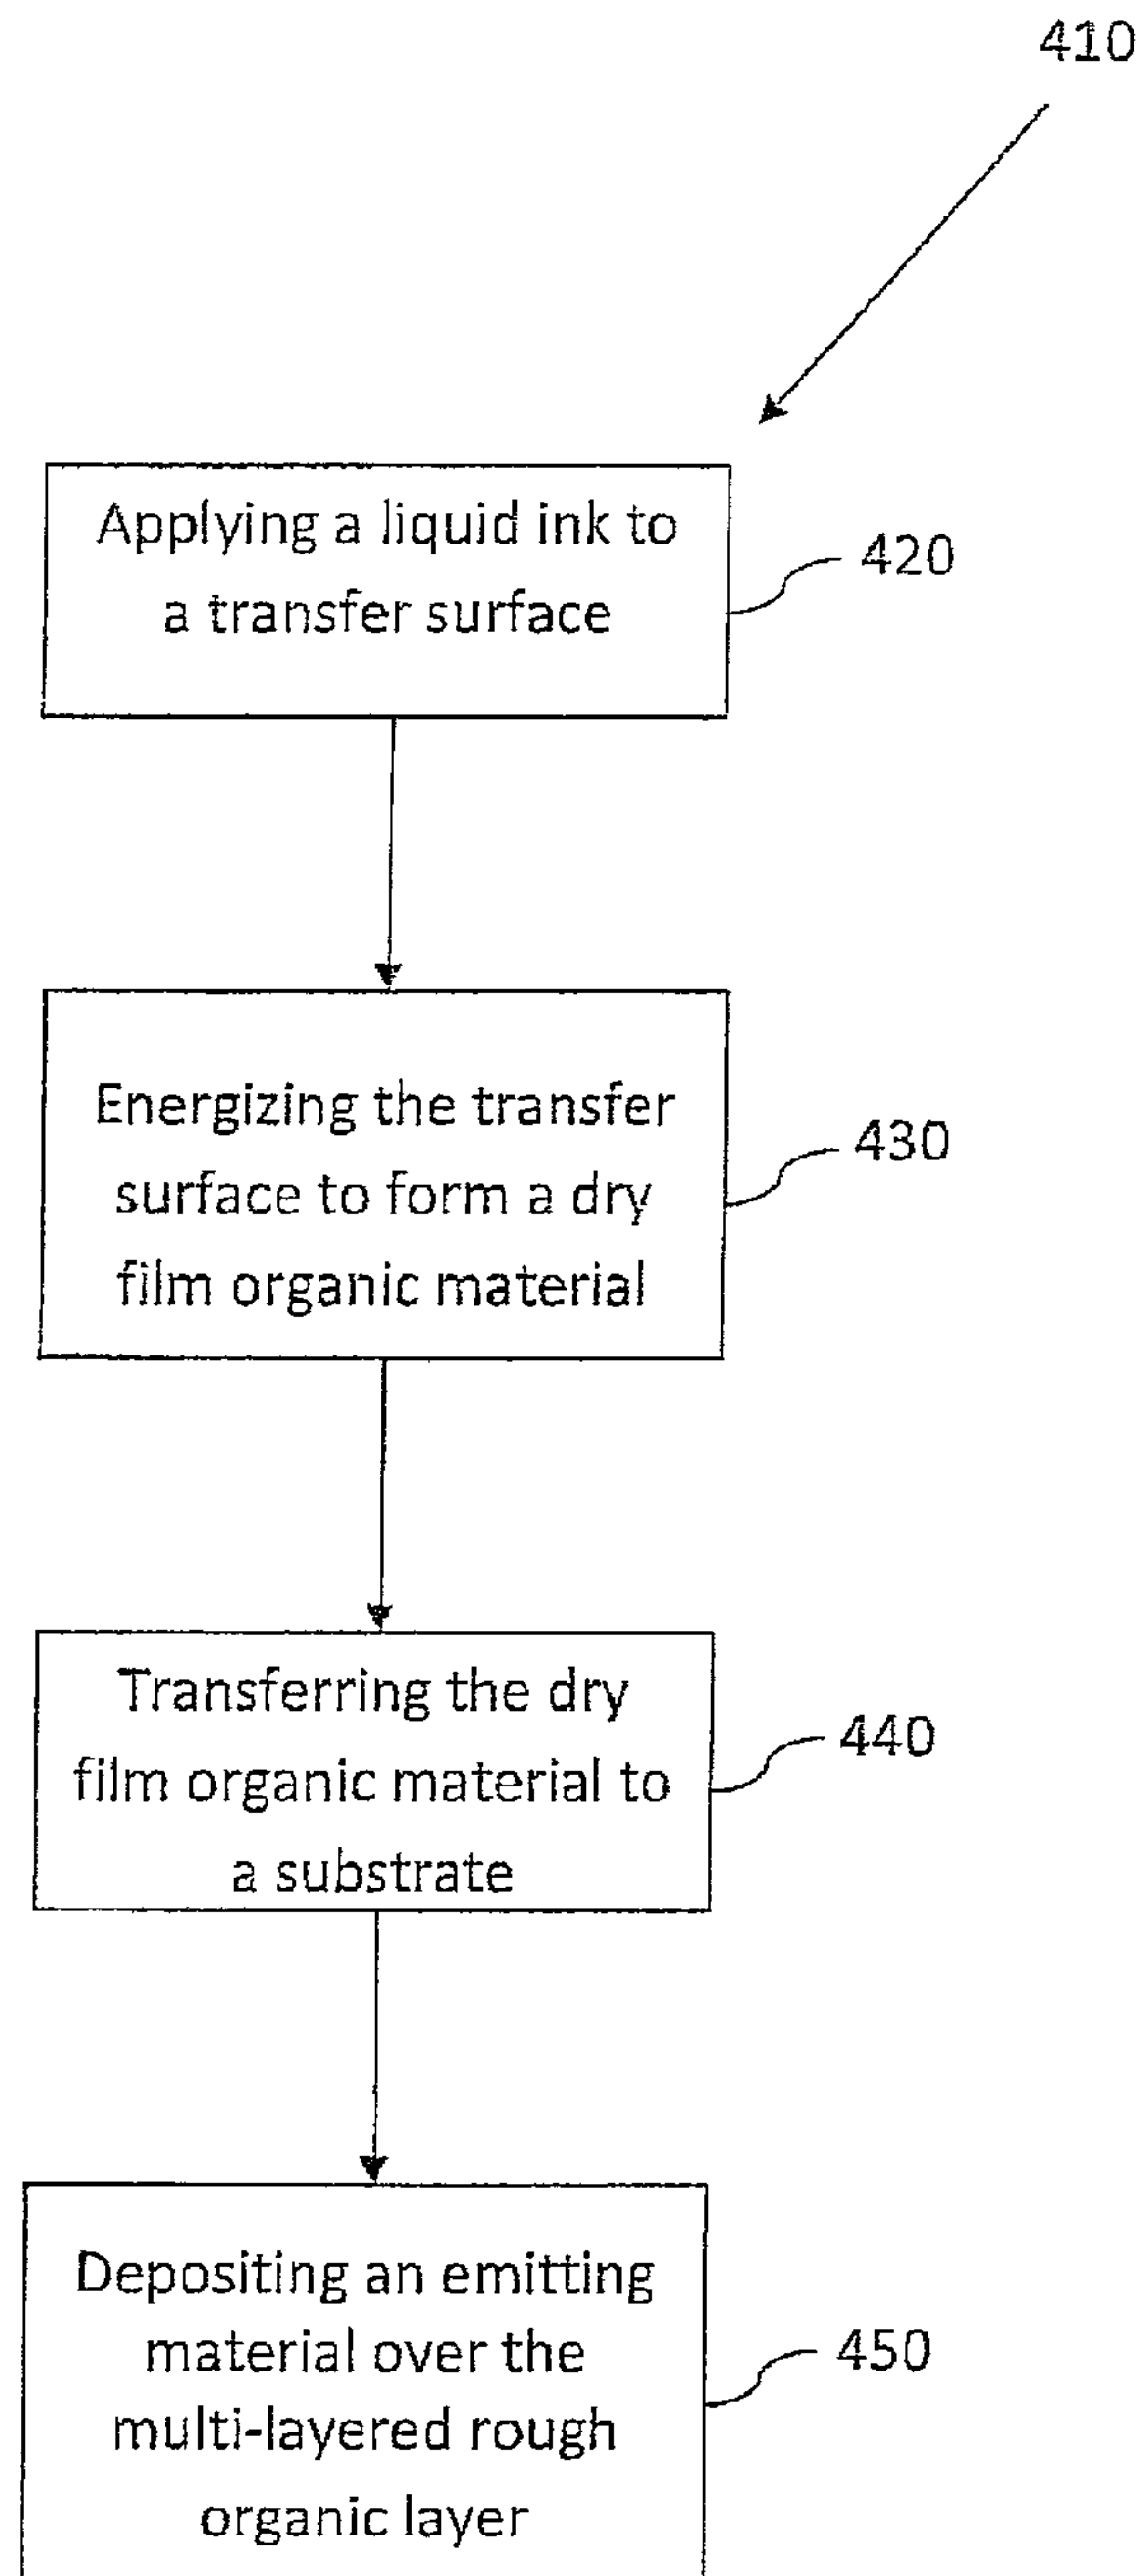 410
Applying a liquid ink to
a transfer surface
420
Energizing the transfer
surface to form a dry
film organic material
430
Transferring the dry
film organic material to
a substrate
440
Depositing an emitting
material over the
multi-layered rough
organic layer
450